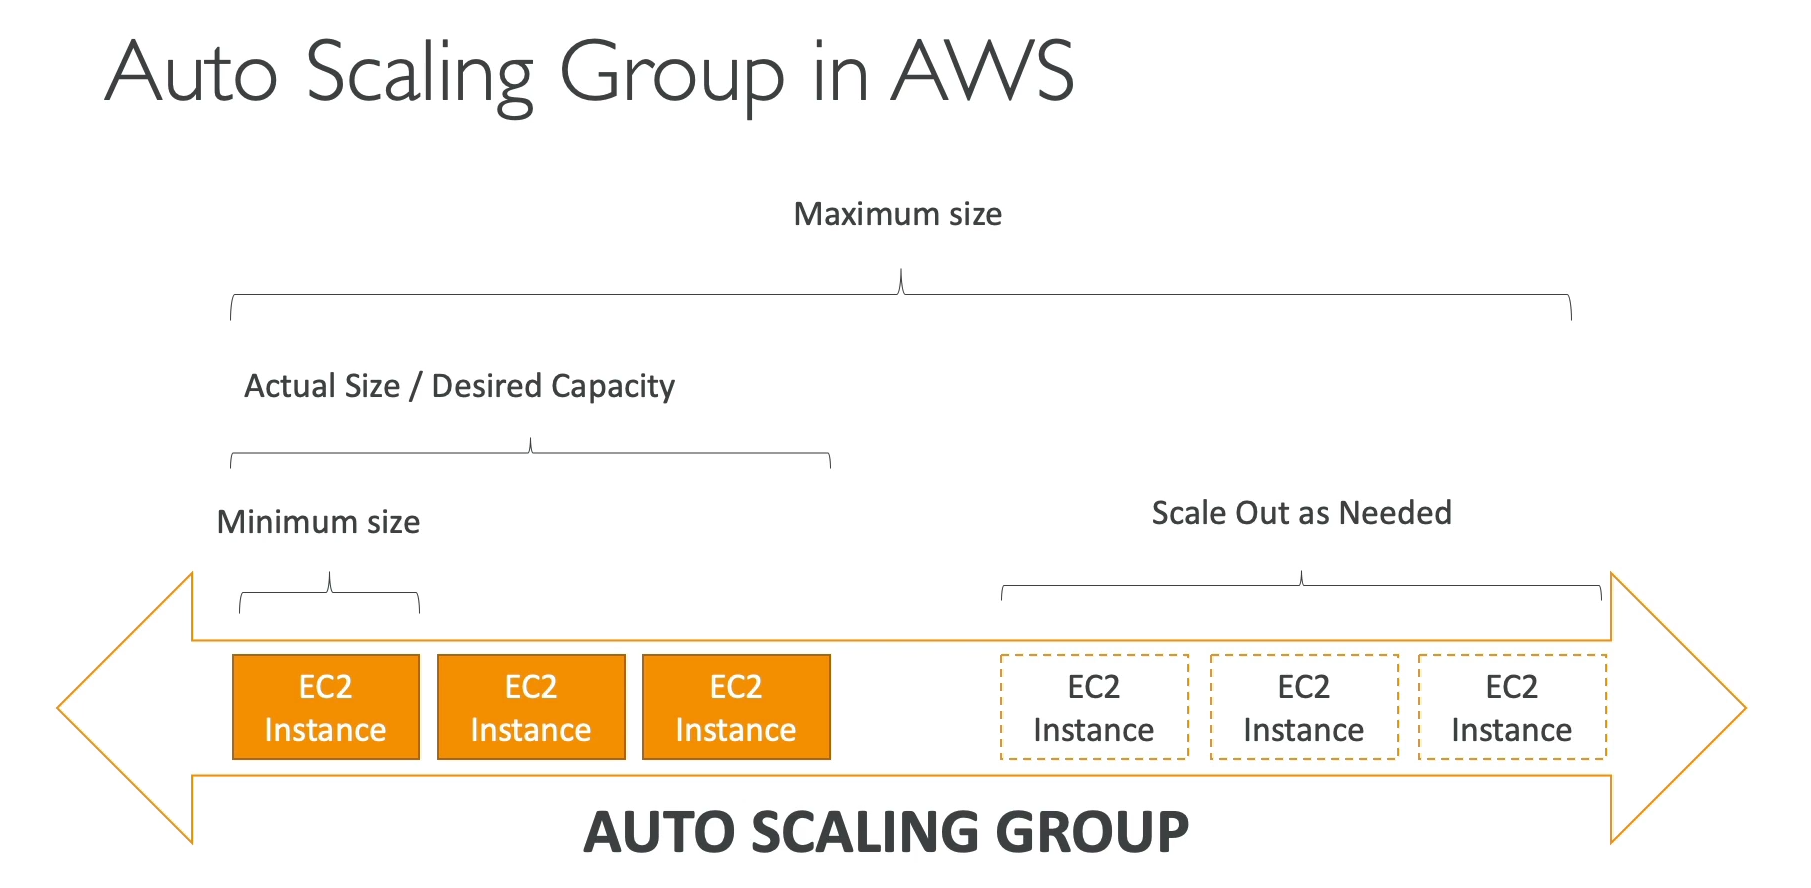 Auto Scaling Group in AWS
Maximum size
Actual Size / Desired Capacity
Minimum size
Scale Out as Needed
EC2
Instance
EC2
Instance
EC2
Instance
EC2
Instance
EC2
Instance
EC2
Instance
AUTO SCALING GROUP